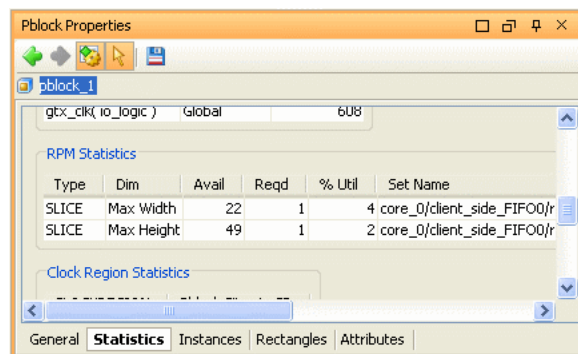 Pblock Properties
pblock_1
gtx_clk( io_logic ) Global 608
RPM Statistics
Type Dim Avail Reqd % Util Set Name
SLICE Max Width 22 1 4 core_0/client_side_FIFO0/r
SLICE Max Height 49 1 2 core_0/client_side_FIFO0/r
Clock Region Statistics
General Statistics Instances Rectangles Attributes